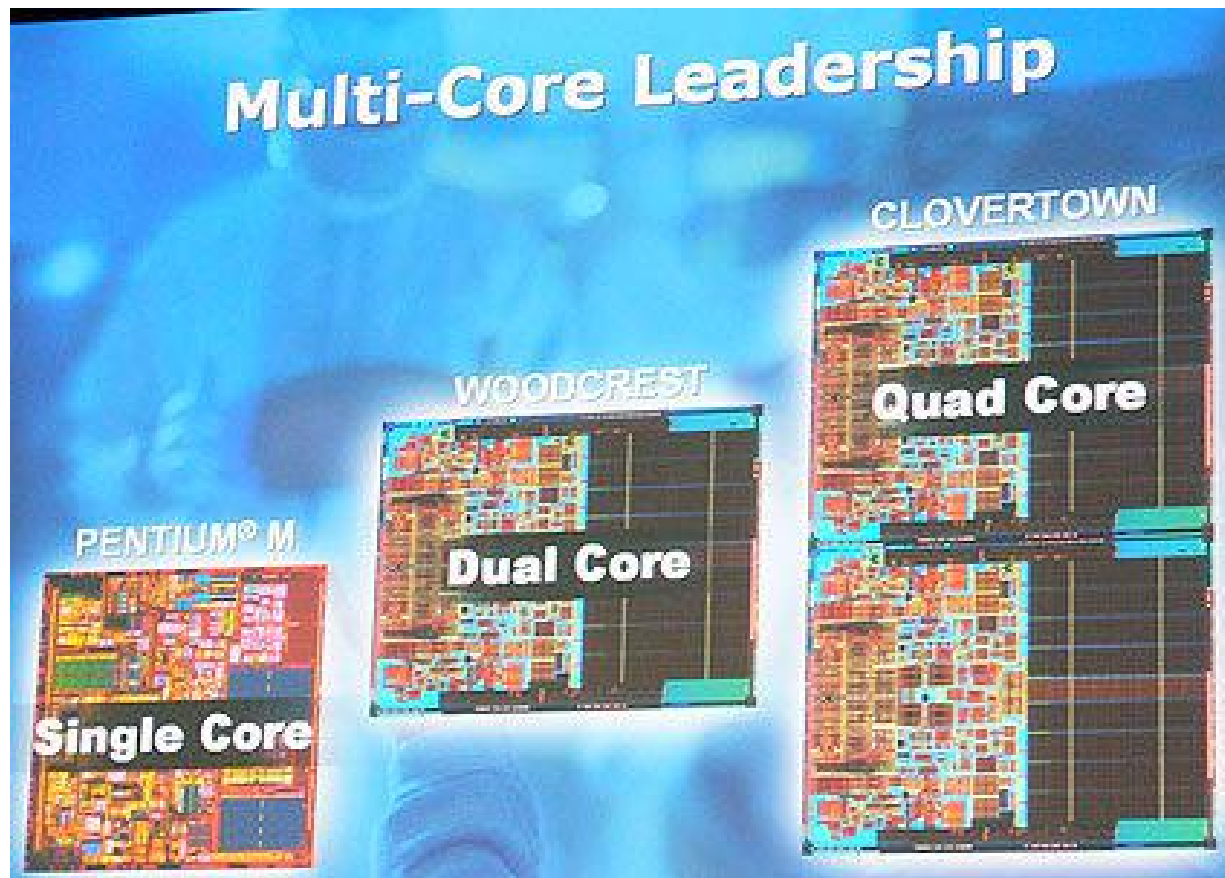 Multi-Core Leadership
CLOVERTOWN
Quad Core
WOODCREST
Dual Core
PENTIUM® M
Single Core